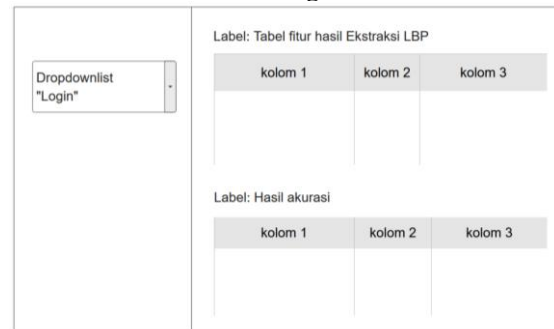 Dropdownlist
"Login"
Label: Tabel fitur hasil Ekstraksi LBP
kolom 1 kolom 2 kolom 3
Label: Hasil akurasi
kolom 1 kolom 2 kolom 3